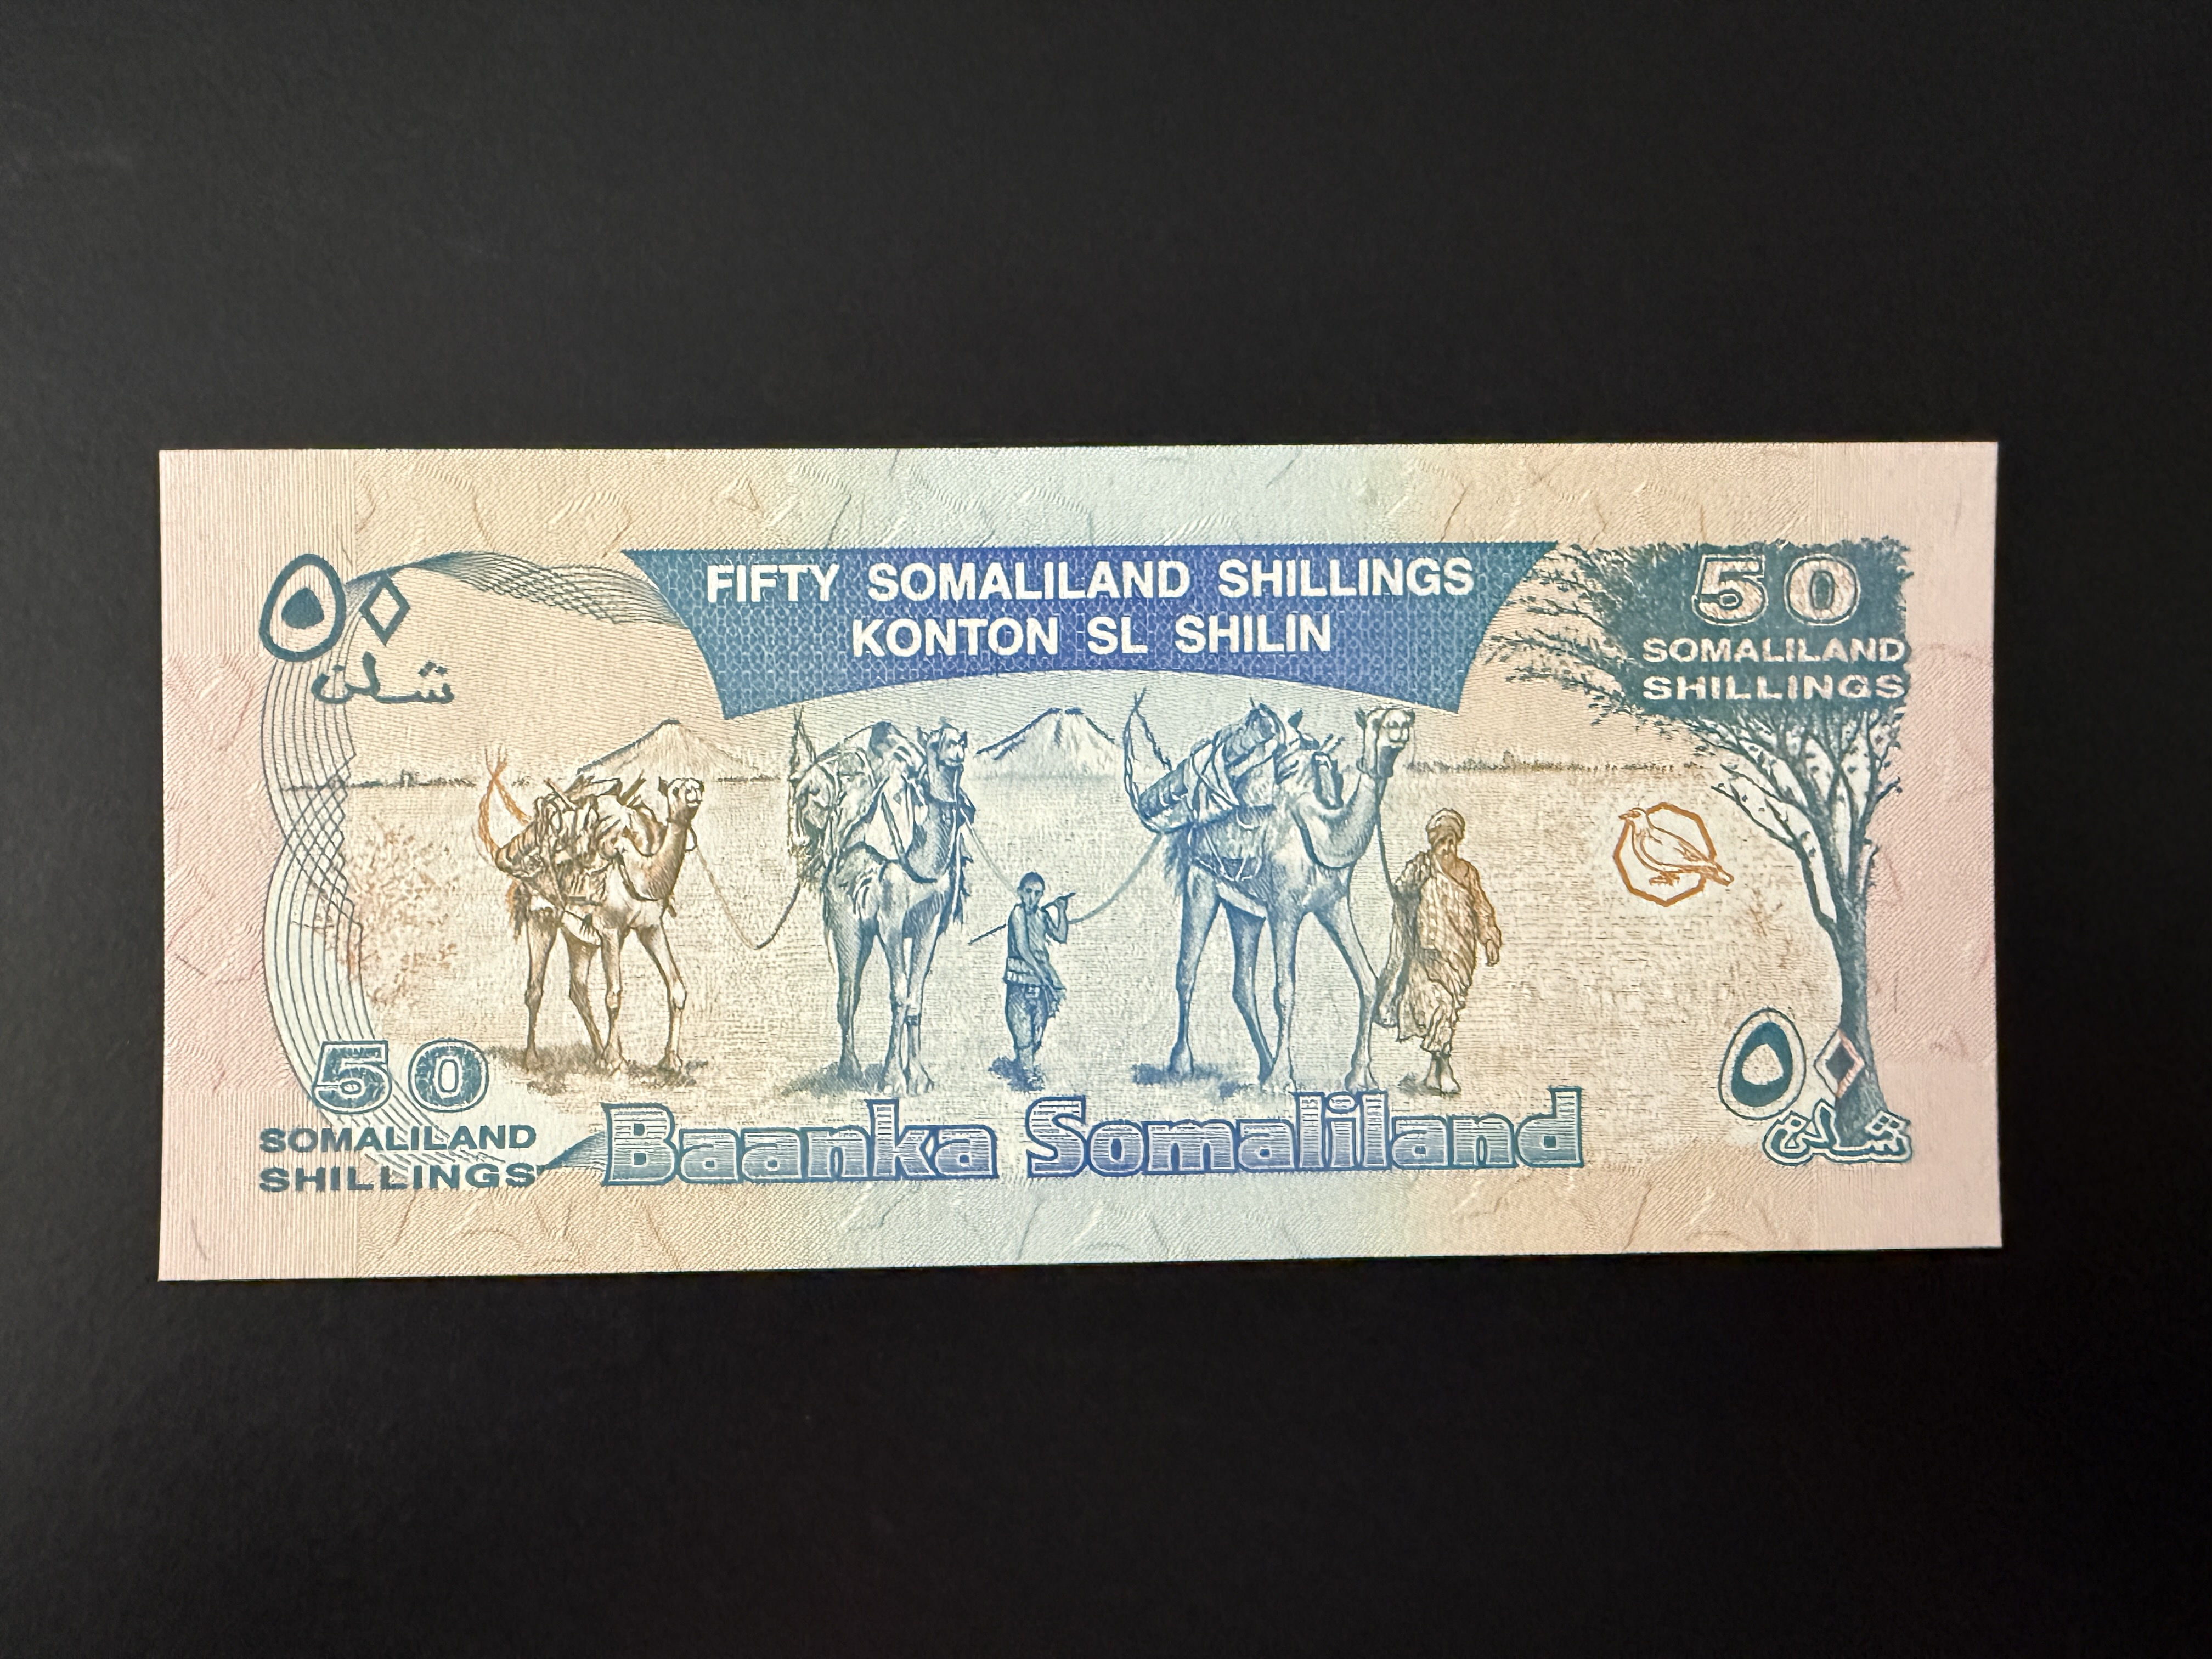 ٥٠
شلن
FIFTY SOMALILAND SHILLINGS
KONTON SL SHILIN
50
SOMALILAND
SHILLINGS
50
SOMALILAND
SHILLINGS
Baanka Somaliland
٥٠
شلن